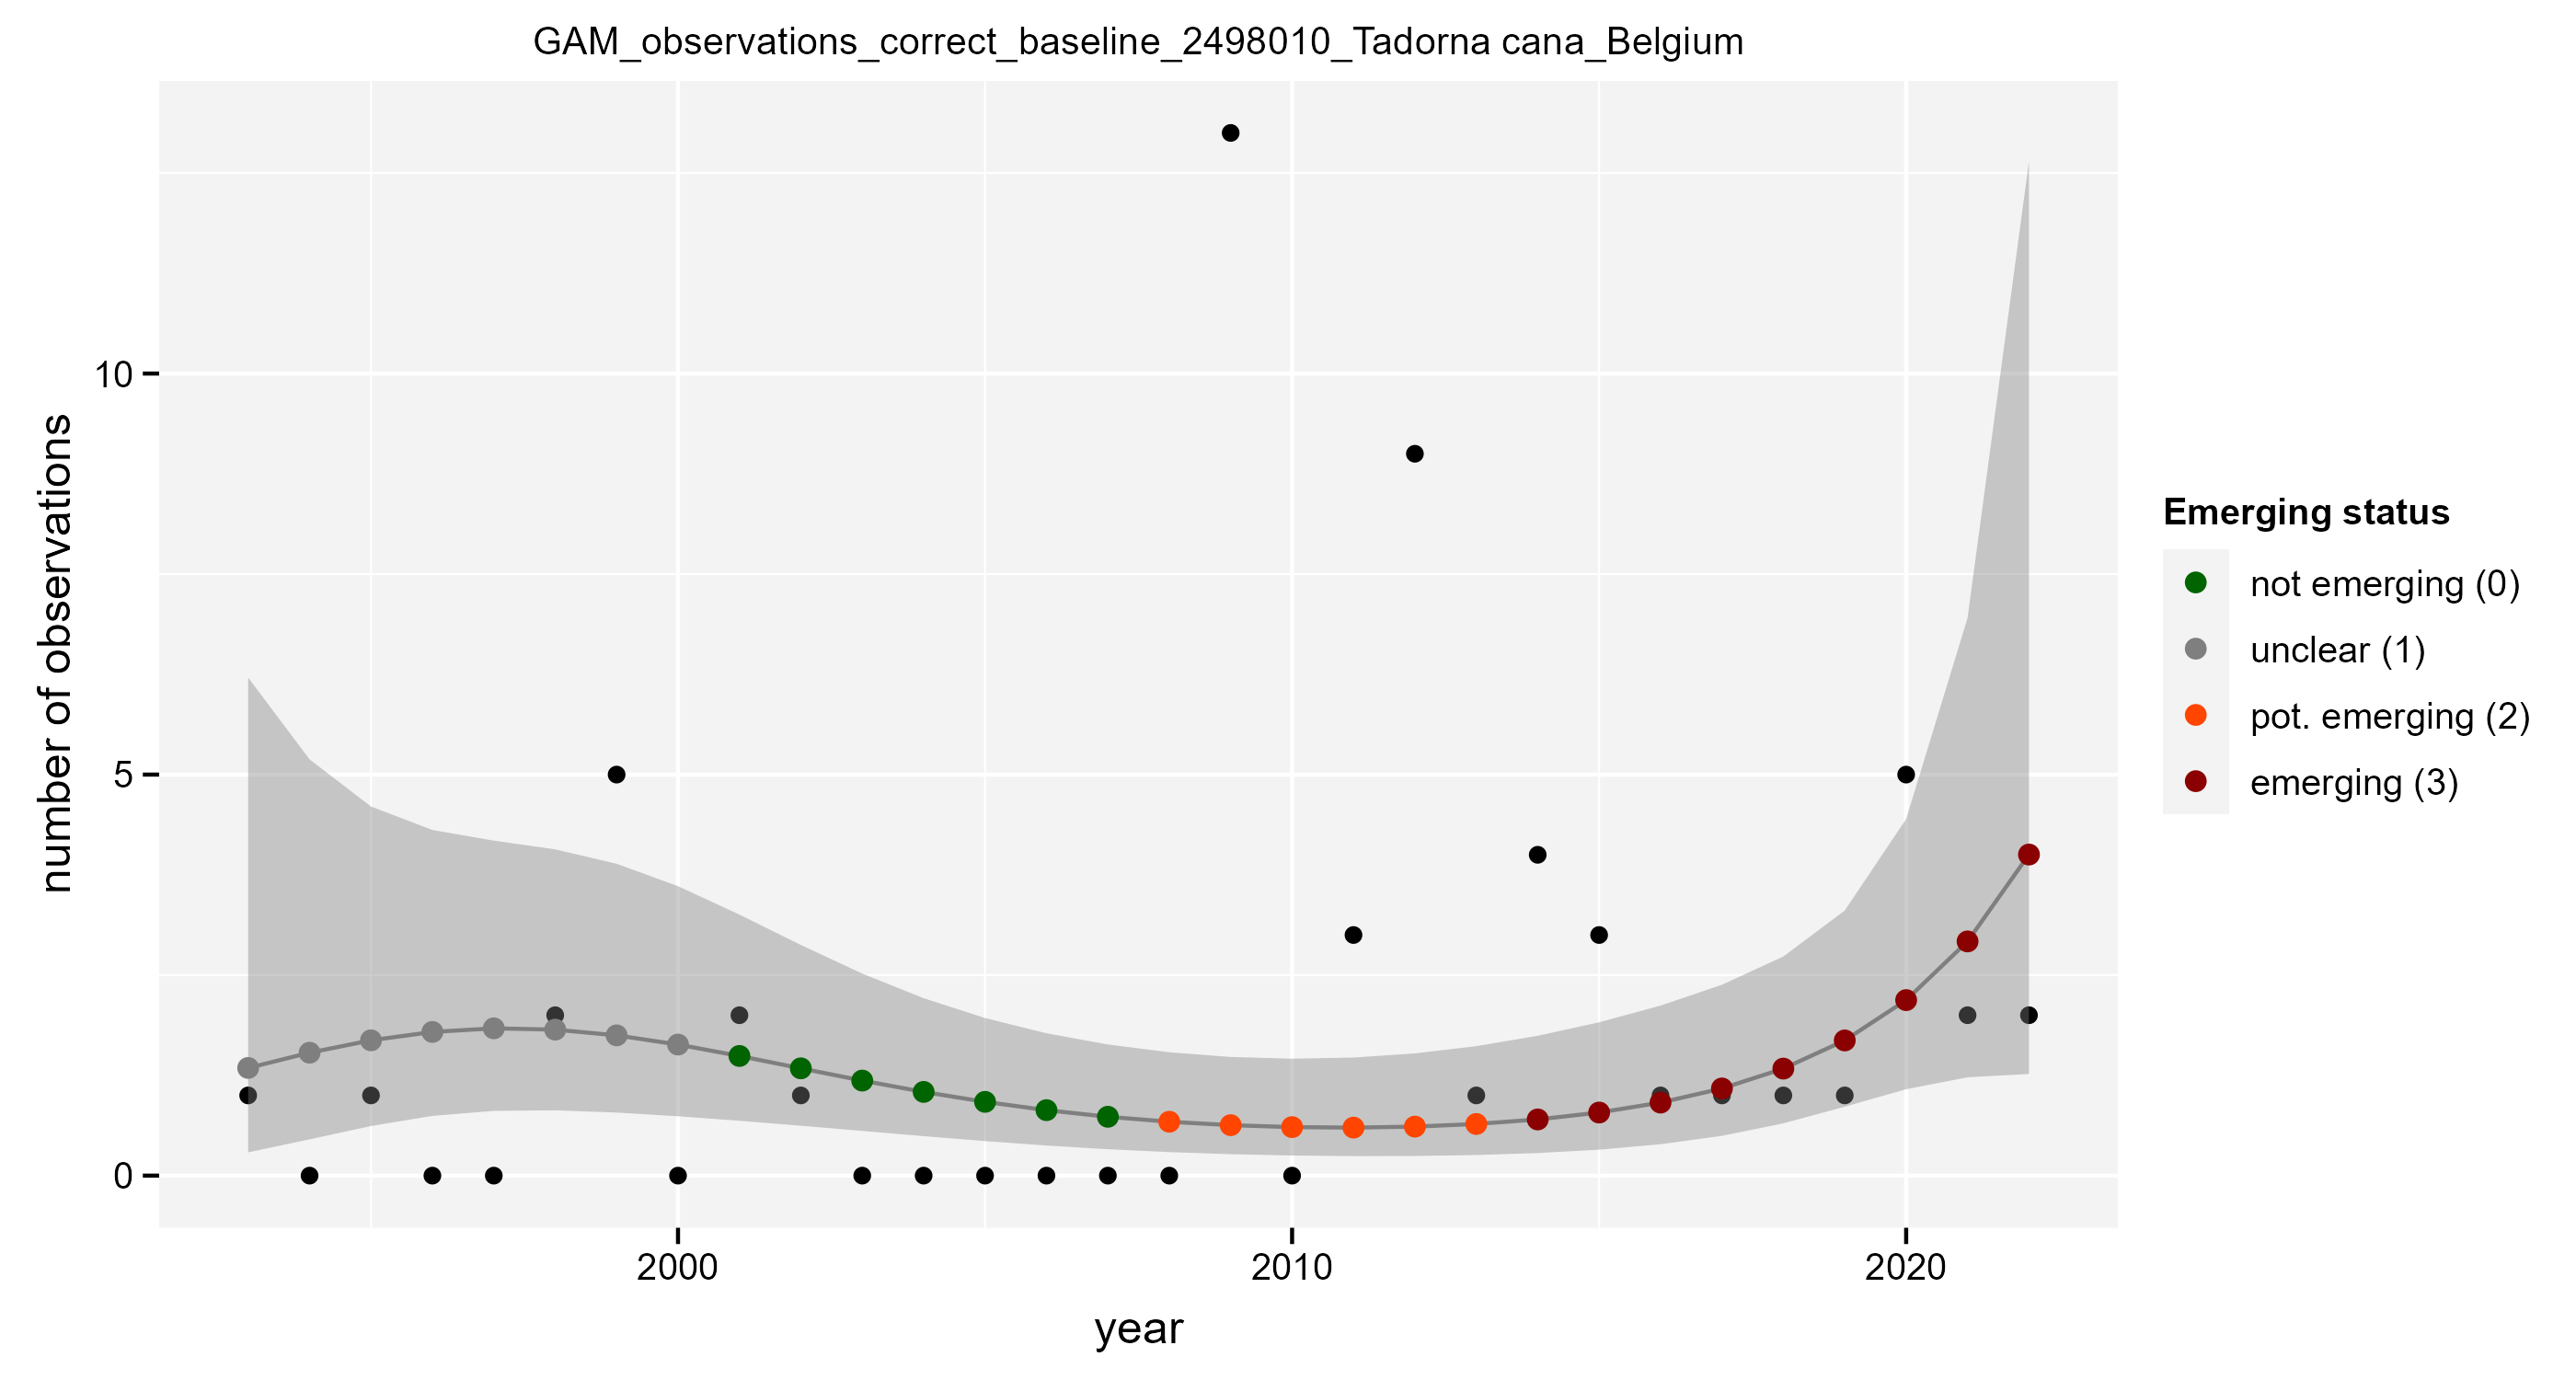 GAM_observations_correct_baseline_2498010_Tadorna cana_Belgium
number of observations
10
5
0
2000
2010
2020
year
Emerging status
not emerging (0)
unclear (1)
pot. emerging (2)
emerging (3)